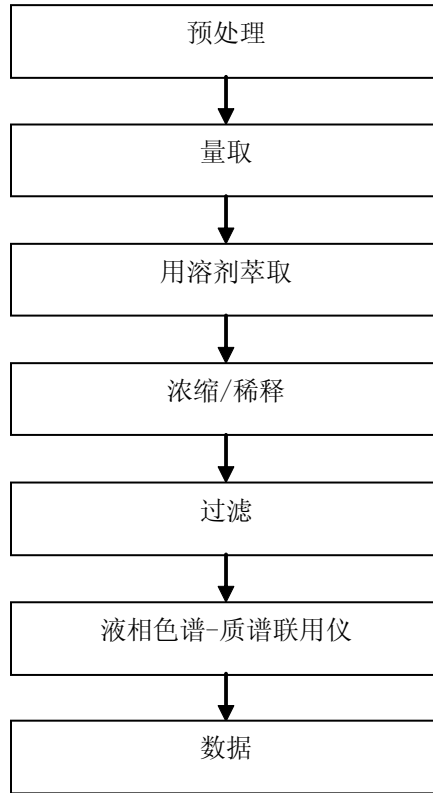 预处理
量取
用溶剂萃取
浓缩/稀释
过滤
液相色谱-质谱联用仪
数据